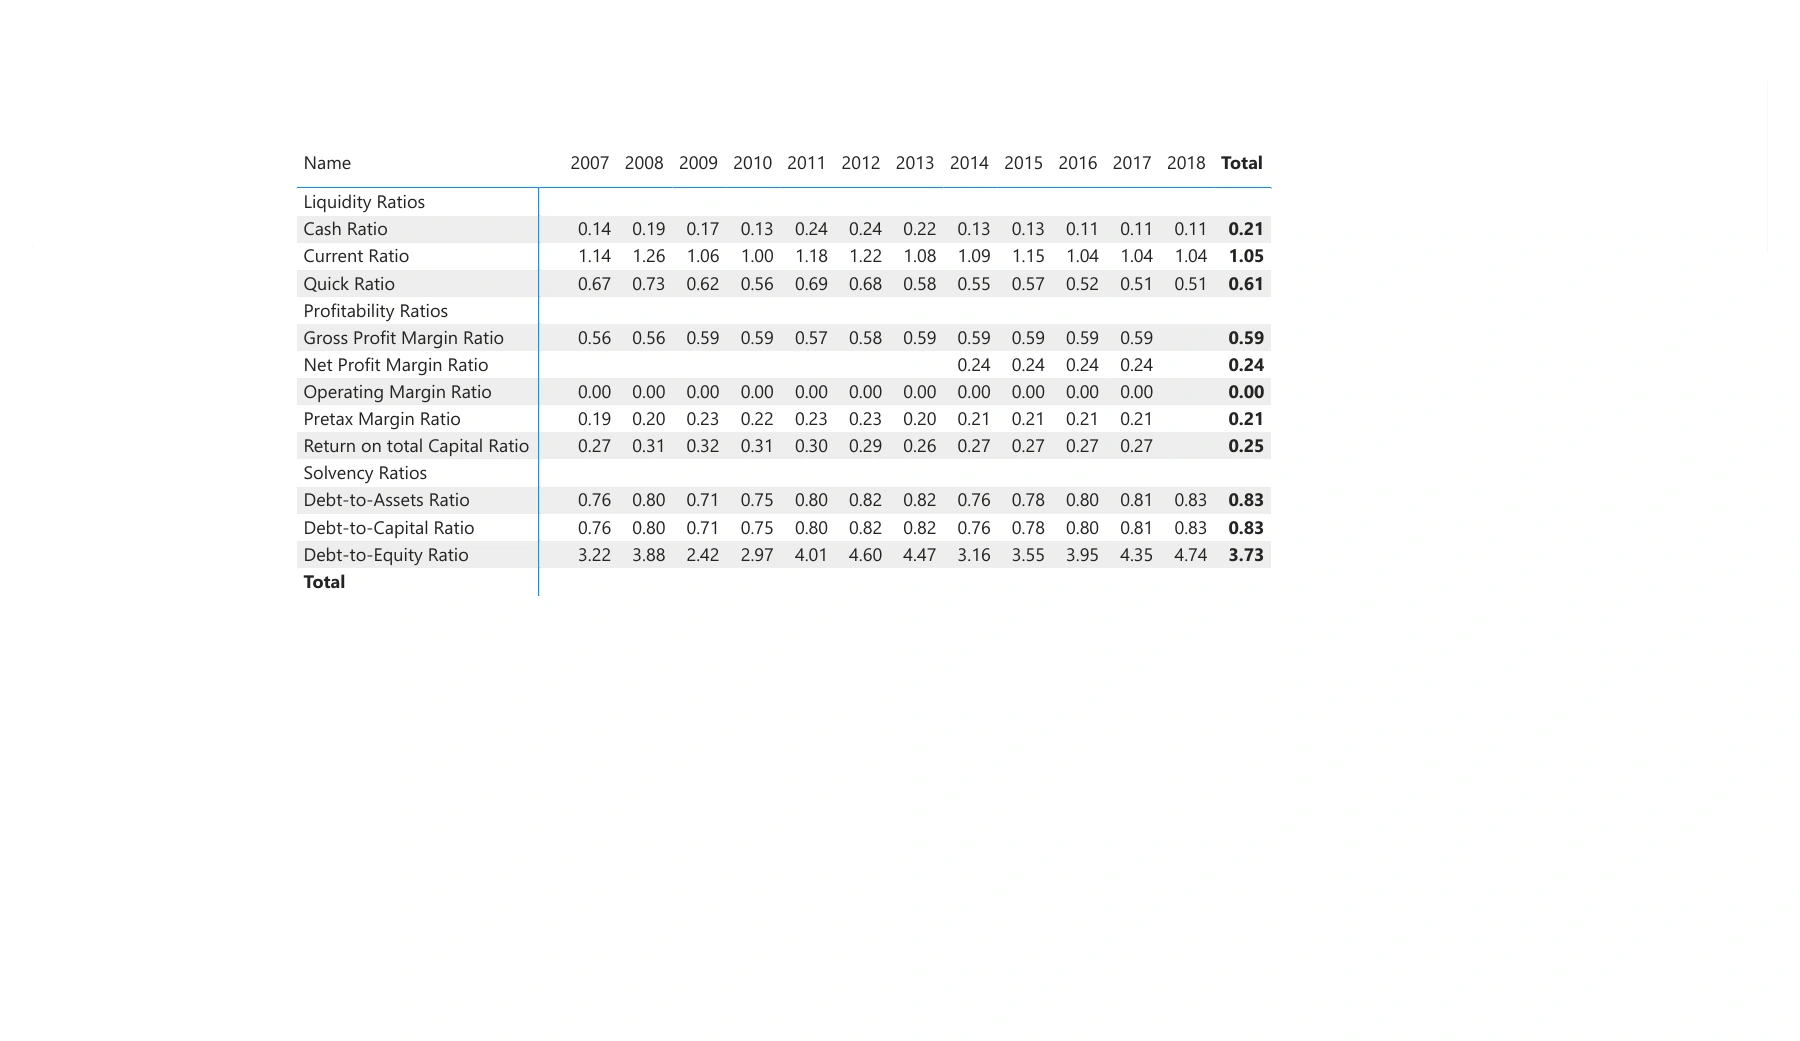 Name 2007 2008 2009 2010 2011 2012 2013 2014 2015 2016 2017 2018 Total
Liquidity Ratios
Cash Ratio 0.14 0.19 0.17 0.13 0.24 0.24 0.22 0.13 0.13 0.11 0.11 0.11 0.21
Current Ratio 1.14 1.26 1.06 1.00 1.18 1.22 1.08 1.09 1.15 1.04 1.04 1.04 1.05
Quick Ratio 0.67 0.73 0.62 0.56 0.69 0.68 0.58 0.55 0.57 0.52 0.51 0.51 0.61
Profitability Ratios
Gross Profit Margin Ratio 0.56 0.56 0.59 0.59 0.57 0.58 0.59 0.59 0.59 0.59 0.59 0.59
Net Profit Margin Ratio 0.24 0.24 0.24 0.24 0.24
Operating Margin Ratio 0.00 0.00 0.00 0.00 0.00 0.00 0.00 0.00 0.00 0.00 0.00 0.00
Pretax Margin Ratio 0.19 0.20 0.23 0.22 0.23 0.23 0.20 0.21 0.21 0.21 0.21 0.21
Return on total Capital Ratio 0.27 0.31 0.32 0.31 0.30 0.29 0.26 0.27 0.27 0.27 0.27 0.25
Solvency Ratios
Debt-to-Assets Ratio 0.76 0.80 0.71 0.75 0.80 0.82 0.82 0.76 0.78 0.80 0.81 0.83 0.83
Debt-to-Capital Ratio 0.76 0.80 0.71 0.75 0.80 0.82 0.82 0.76 0.78 0.80 0.81 0.83 0.83
Debt-to-Equity Ratio 3.22 3.88 2.42 2.97 4.01 4.60 4.47 3.16 3.55 3.95 4.35 4.74 3.73
Total